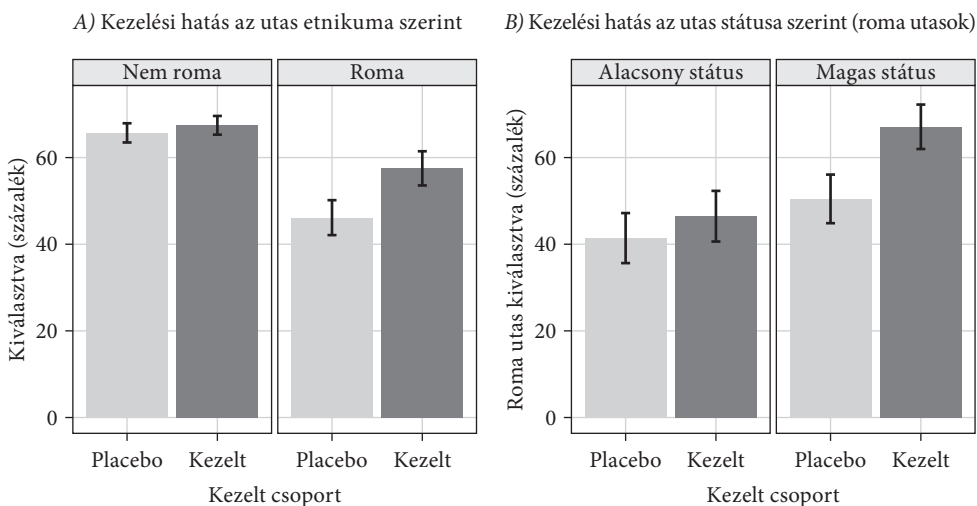 A) Kezelési hatás az utas etnikuma szerint
Nem roma
Roma
Kiválasztva (százalék)
60
40
20
0
Placebo Kezelt Placebo Kezelt
Kezelt csoport
B) Kezelési hatás az utas státusa szerint (roma utasok)
Alacsony státus
Magas státus
Roma utas kiválasztva (százalék)
60
40
20
0
Placebo Kezelt Placebo Kezelt
Kezelt csoport